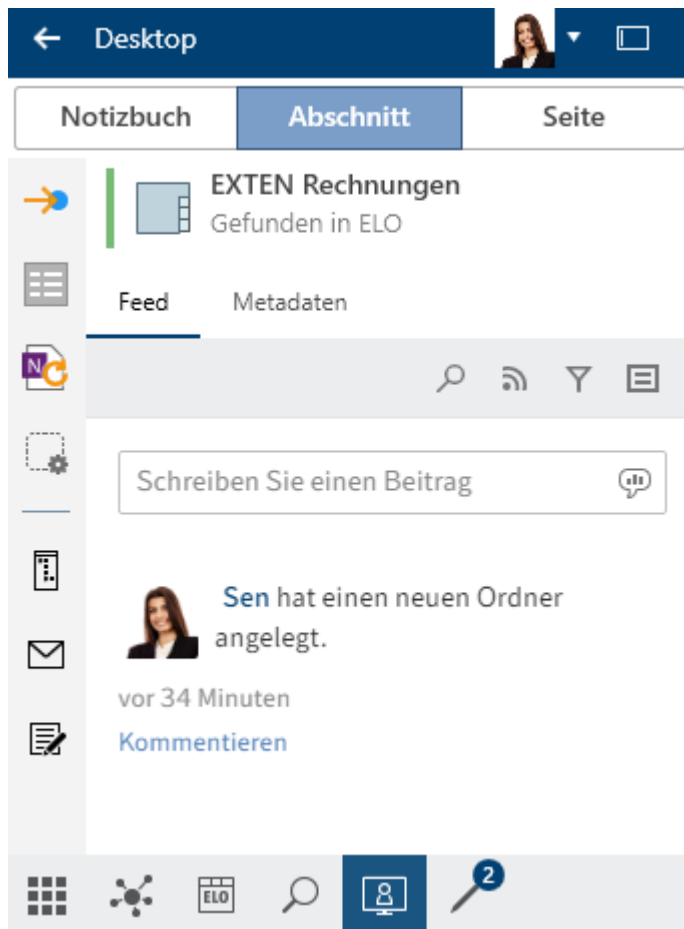 Desktop
Notizbuch Abschnitt Seite
EXTEN Rechnungen
Gefunden in ELO
Feed Metadaten
N
Schreiben Sie einen Beitrag
Sen hat einen neuen Ordner
angelegt.
vor 34 Minuten
Kommentieren
ELO
2